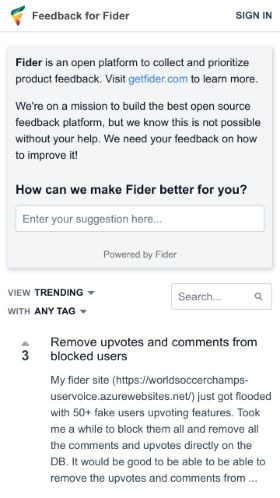 Feedback for Fider
SIGN IN
Fider is an open platform to collect and prioritize
product feedback. Visit getfider.com to learn more.
We're on a mission to build the best open source
feedback platform, but we know this is not possible
without your help. We need your feedback on how
to improve it!
How can we make Fider better for you?
Enter your suggestion here...
Powered by Fider
VIEW TRENDING
Search...
WITH ANY TAG
3
Remove upvotes and comments from
blocked users
My fider site (https://worldsoccerchamps-
uservoice.azurewebsites.net/) just got flooded
with 50+ fake users upvoting features. Took
me a while to block them all and remove all
the comments and upvotes directly on the
DB. It would be good to be able to be able to
remove the upvotes and comments from ...